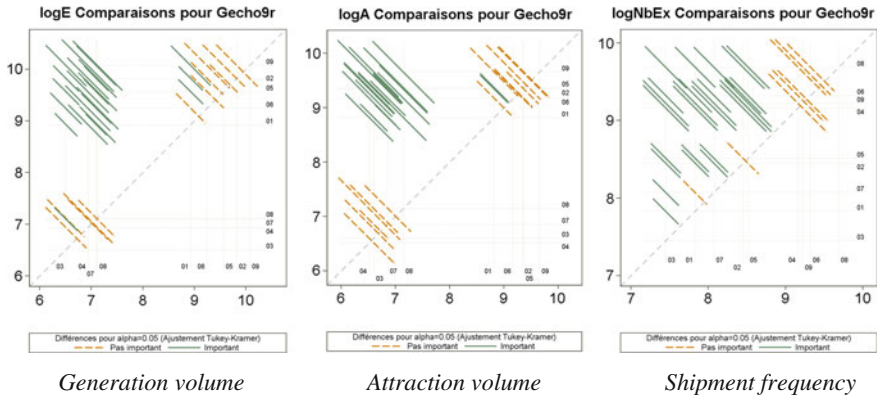 logE Comparaisons pour Gecho9r
10
9
8
7
6
09
02
05
06
01
08
07
04
03
03 04 08 01 06 05 02 09
07
6 7 8 9 10
Différences pour alpha=0.05 (Ajustement Tukey-Kramer)
Pas important Important
Generation volume
logA Comparaisons pour Gecho9r
10
9
8
7
6
09
05
02
06
01
08
07
03
04
04 07 08 01 06 02 09
03 05
6 7 8 9 10
Différences pour alpha=0.05 (Ajustement Tukey-Kramer)
Pas important Important
Attraction volume
logNbEx Comparaisons pour Gecho9r
10
9
8
7
08
06
09
04
05
02
07
01
03
03 01 07 05 04 06 08
02 09
7 8 9 10
Différences pour alpha=0.05 (Ajustement Tukey-Kramer)
Pas important Important
Shipment frequency